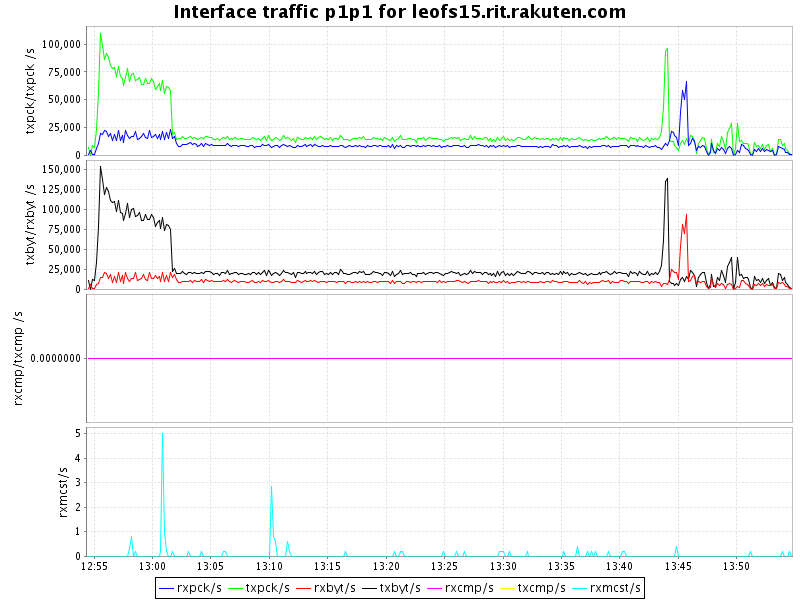 Interface traffic p1p1 for leofs15.rit.rakuten.com
txpck/txpck /s
100,000
75,000
50,000
25,000
0
txbyt/rxbyt /s
150,000
125,000
100,000
75,000
50,000
25,000
0
rxcmp/txcmp /s
0.0000000
rxmcst/s
5
4
3
2
1
0
12:55 13:00 13:05 13:10 13:15 13:20 13:25 13:30 13:35 13:40 13:45 13:50
rxpck/s txpck/s rxbyt/s txbyt/s rxcmp/s txcmp/s rxmcst/s